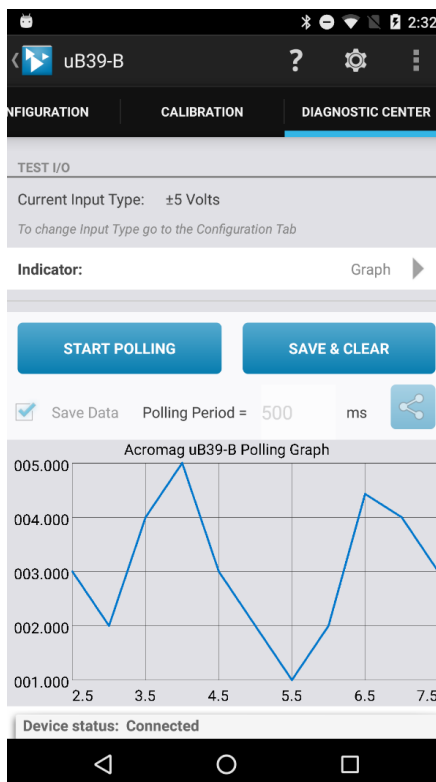 2:32
uB39-B
?
NFIGURATION CALIBRATION DIAGNOSTIC CENTER
TEST I/O
Current Input Type: ±5 Volts
To change Input Type go to the Configuration Tab
Indicator: Graph
START POLLING SAVE & CLEAR
Save Data Polling Period = 500 ms
Acromag uB39-B Polling Graph
005.000
004.000
003.000
002.000
001.000
2.5 3.5 4.5 5.5 6.5 7.5
Device status: Connected